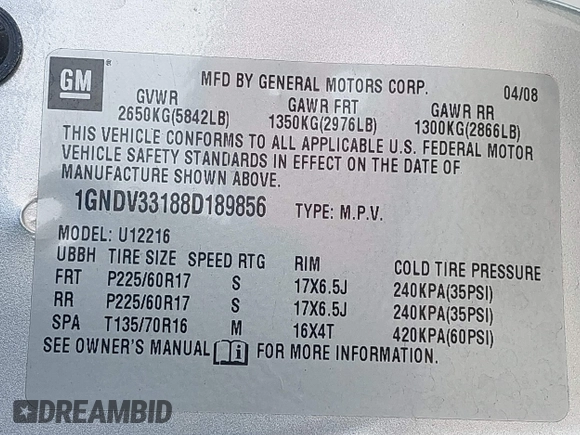 GM ®
MFD BY GENERAL MOTORS CORP. 04/08
GVWR GAWR FRT GAWR RR
2650KG(5842LB) 1350KG(2976LB) 1300KG(2866LB)
THIS VEHICLE CONFORMS TO ALL APPLICABLE U.S. FEDERAL MOTOR
VEHICLE SAFETY STANDARDS IN EFFECT ON THE DATE OF
MANUFACTURE SHOWN ABOVE.
1GNDV33188D189856 TYPE: M.P.V.
MODEL: U12216
UBBH TIRE SIZE SPEED RTG RIM COLD TIRE PRESSURE
FRT P225/60R17 S 17X6.5J 240KPA(35PSI)
RR P225/60R17 S 17X6.5J 240KPA(35PSI)
SPA T135/70R16 M 16X4T 420KPA(60PSI)
SEE OWNER'S MANUAL FOR MORE INFORMATION.
DREAMBID